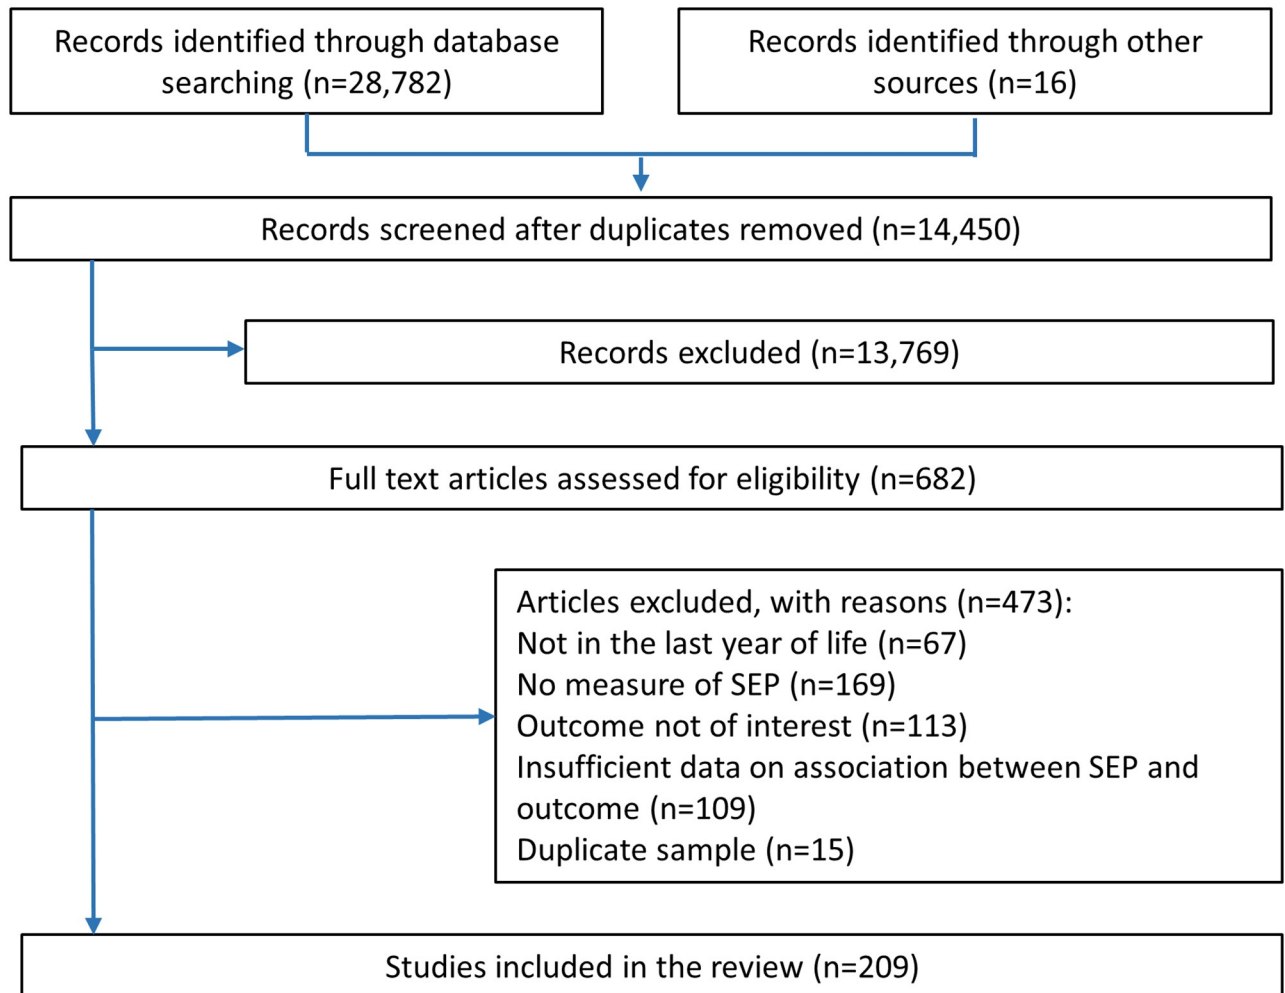 Records identified through database
searching (n=28,782)
Records identified through other
sources (n=16)
Records screened after duplicates removed (n=14,450)
Records excluded (n=13,769)
Full text articles assessed for eligibility (n=682)
Articles excluded, with reasons (n=473):
Not in the last year of life (n=67)
No measure of SEP (n=169)
Outcome not of interest (n=113)
Insufficient data on association between SEP and
outcome (n=109)
Duplicate sample (n=15)
Studies included in the review (n=209)